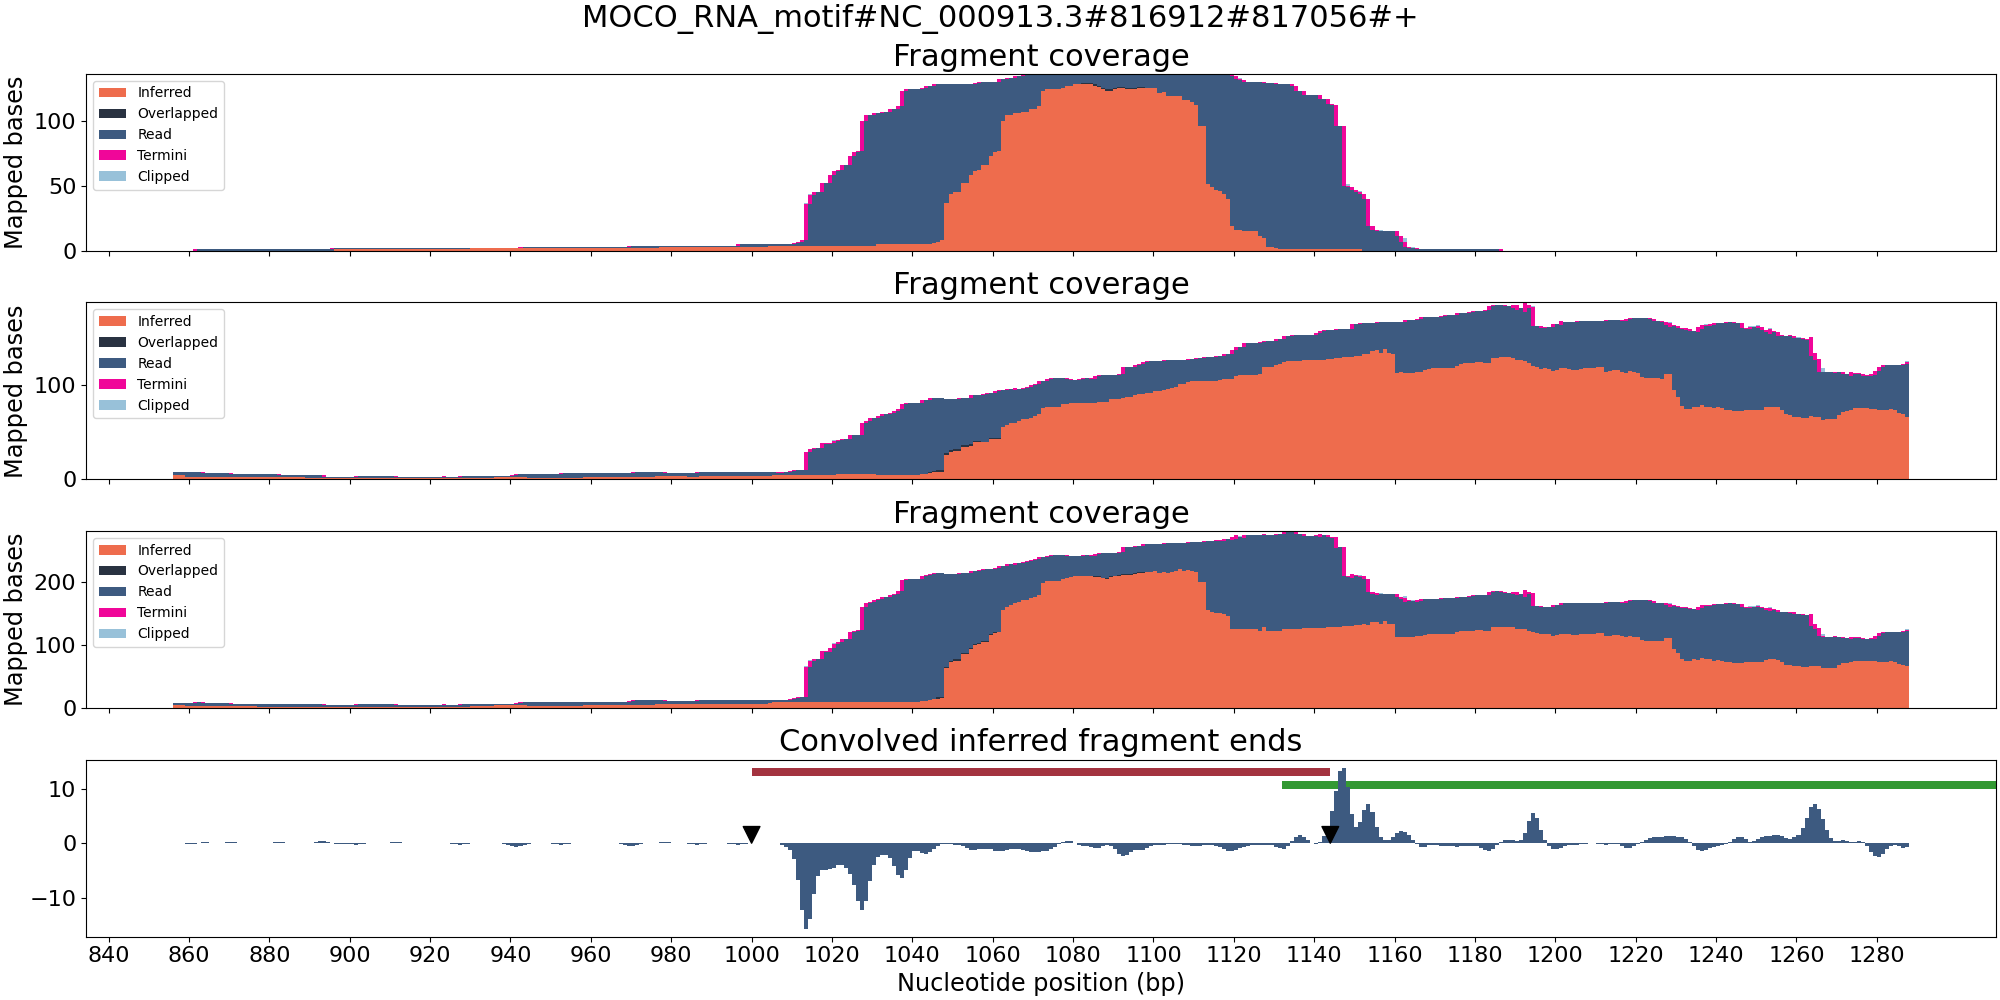 MOCO_RNA_motif#NC_000913.3#816912#817056#+
Fragment coverage
Mapped bases
100
50
0
Inferred
Overlapped
Read
Termini
Clipped
Fragment coverage
Mapped bases
100
0
Inferred
Overlapped
Read
Termini
Clipped
Fragment coverage
Mapped bases
200
100
0
Inferred
Overlapped
Read
Termini
Clipped
Convolved inferred fragment ends
10
0
−10
840 860 880 900 920 940 960 980 1000 1020 1040 1060 1080 1100 1120 1140 1160 1180 1200 1220 1240 1260 1280
Nucleotide position (bp)